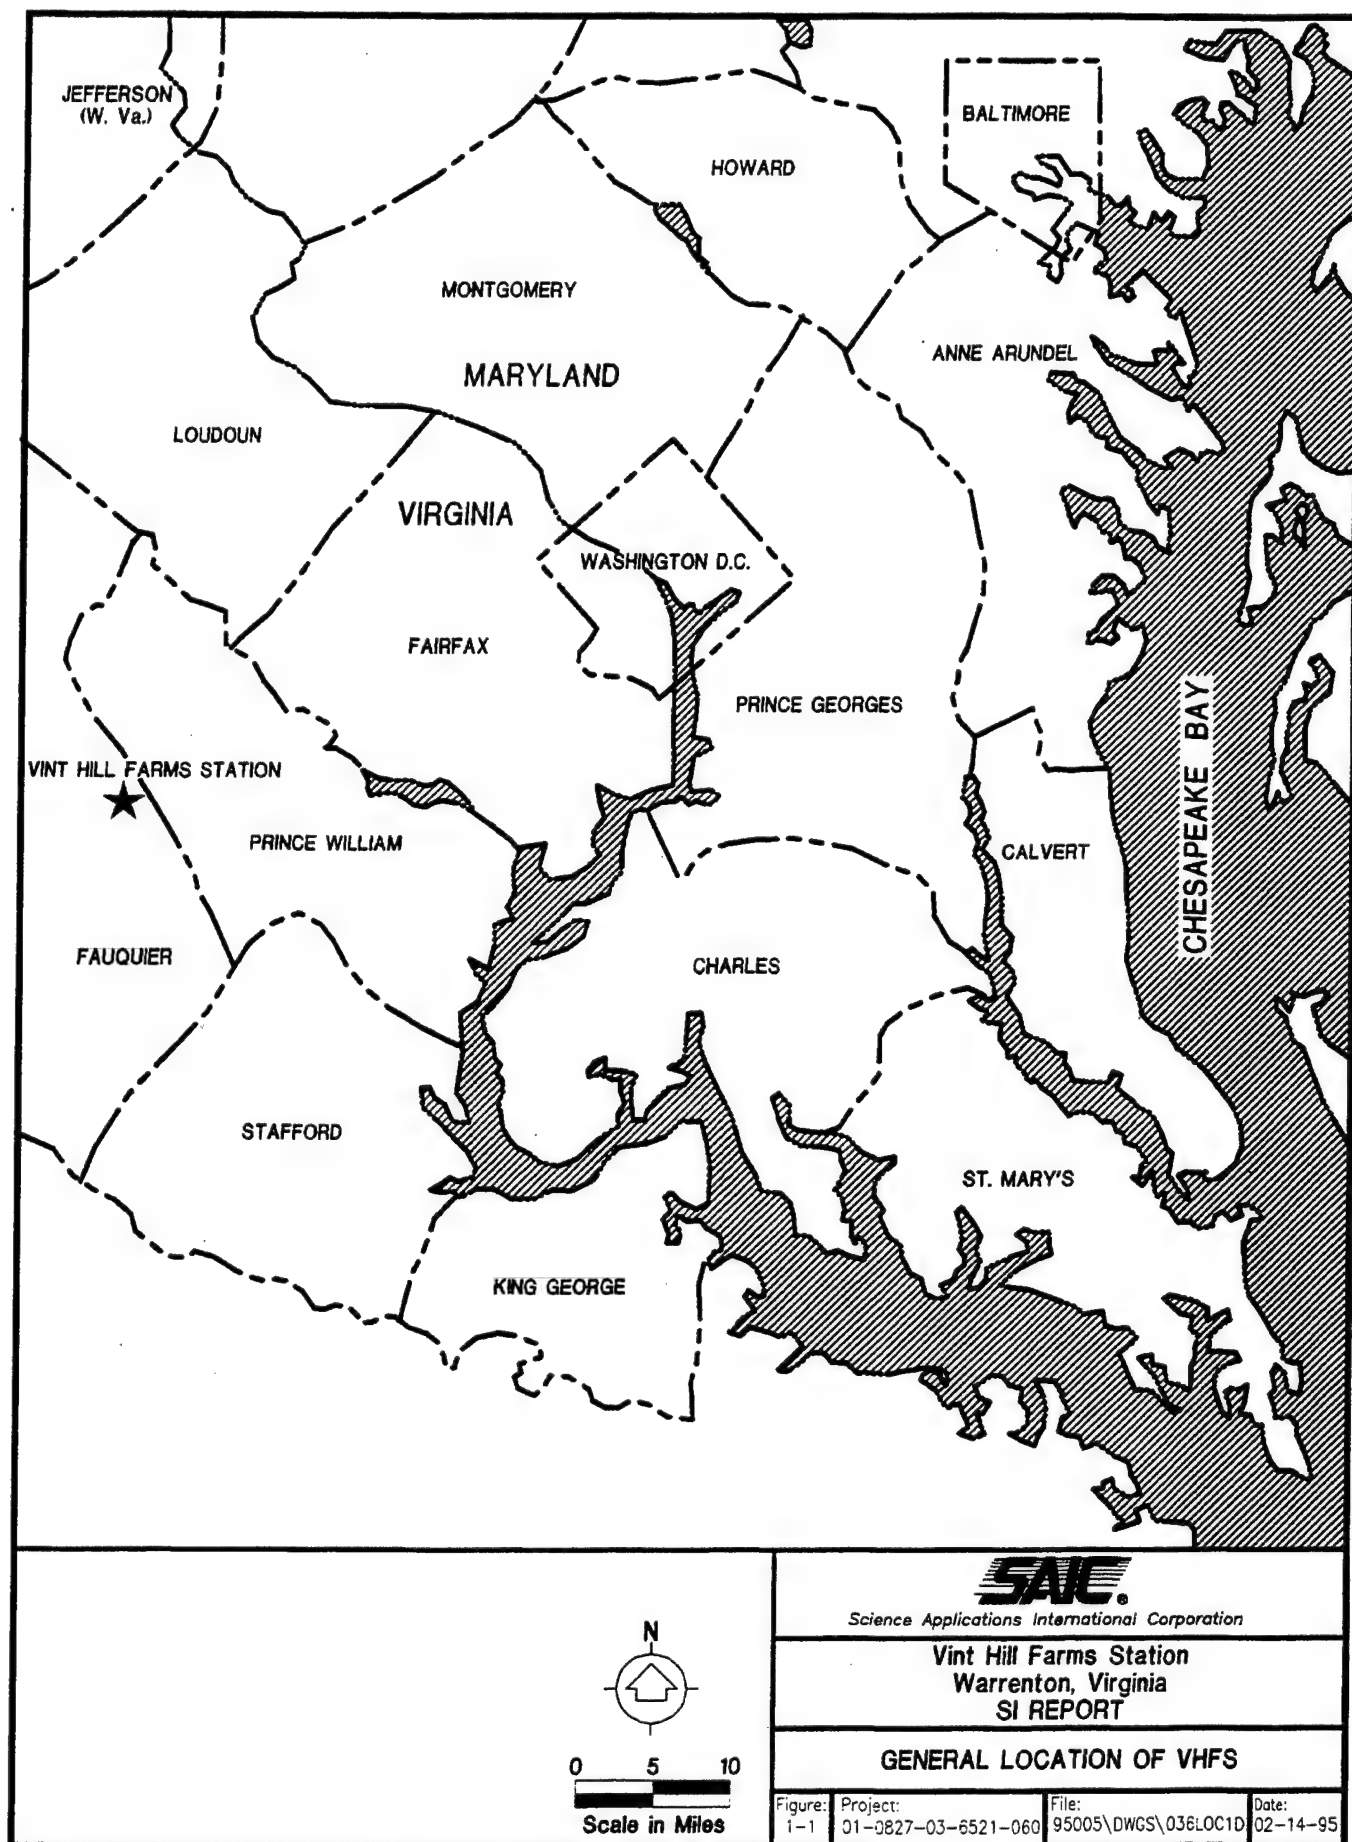 JEFFERSON
(W. Va.)
BALTIMORE
HOWARD
MONTGOMERY
ANNE ARUNDEL
MARYLAND
LOUDOUN
VIRGINIA
WASHINGTON D.C.
FAIRFAX
PRINCE GEORGES
CHESAPEAKE BAY
VINT HILL FARMS STATION
PRINCE WILLIAM
CALVERT
FAUQUIER
CHARLES
STAFFORD
ST. MARY'S
KING GEORGE
N
0 5 10
Scale in Miles
SAIC®
Science Applications International Corporation
Vint Hill Farms Station
Warrenton, Virginia
SI REPORT
GENERAL LOCATION OF VHFS
Figure: Project: File: Date:
1-1 01-0827-03-6521-060 95005\DWGS\036LOC1D 02-14-95